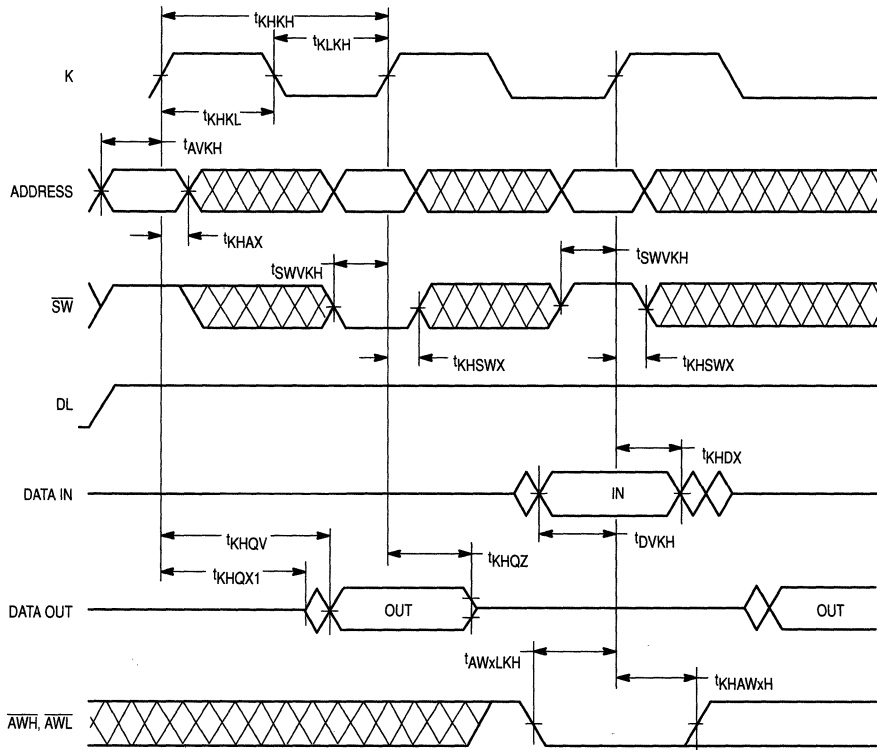 tKHKH
tKLKH
K
tKHKL
tAVKH
ADDRESS
tKHAX
tSWVKH
tSWVKH
SW
tKHSWX
tKHSWX
DL
tKHDX
DATA IN
IN
tKHQV
tDVKH
tKHQZ
tKHQX1
DATA OUT
OUT
OUT
tAWxLKH
tKHAWxH
AWH, AWL